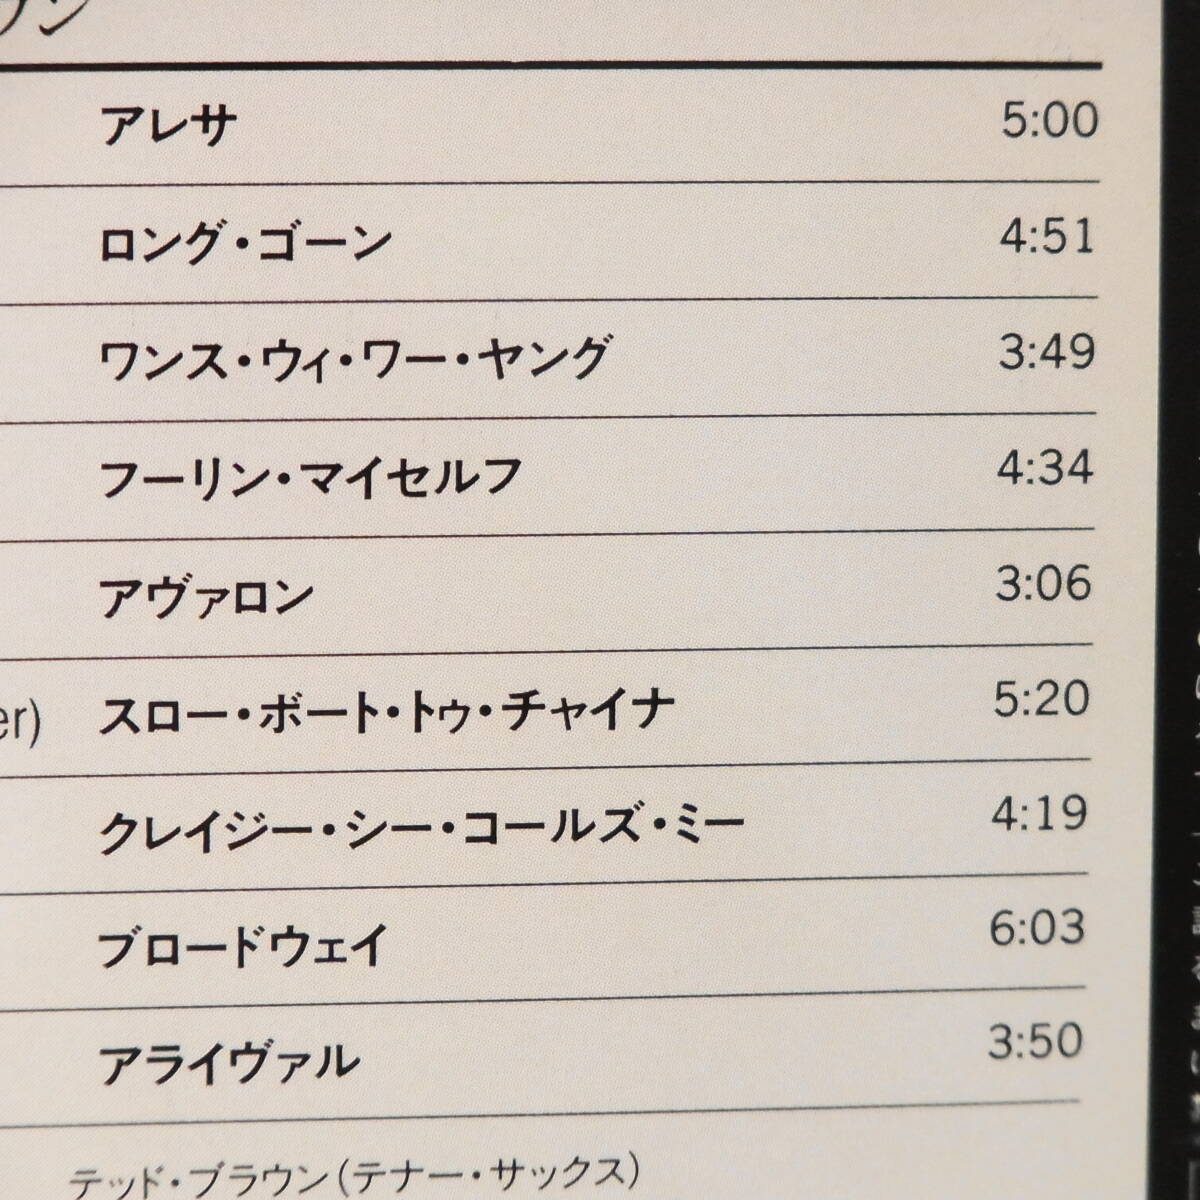 アレサ 5:00
ロング・ゴーン 4:51
ワンス・ウィ・ワー・ヤング 3:49
フーリン・マイセルフ 4:34
アヴァロン 3:06
er) スロー・ボート・トゥ・チャイナ 5:20
クレイジー・シー・コールズ・ミー 4:19
ブロードウェイ 6:03
アライヴァル 3:50
テッド・ブラウン(テナー・サックス)